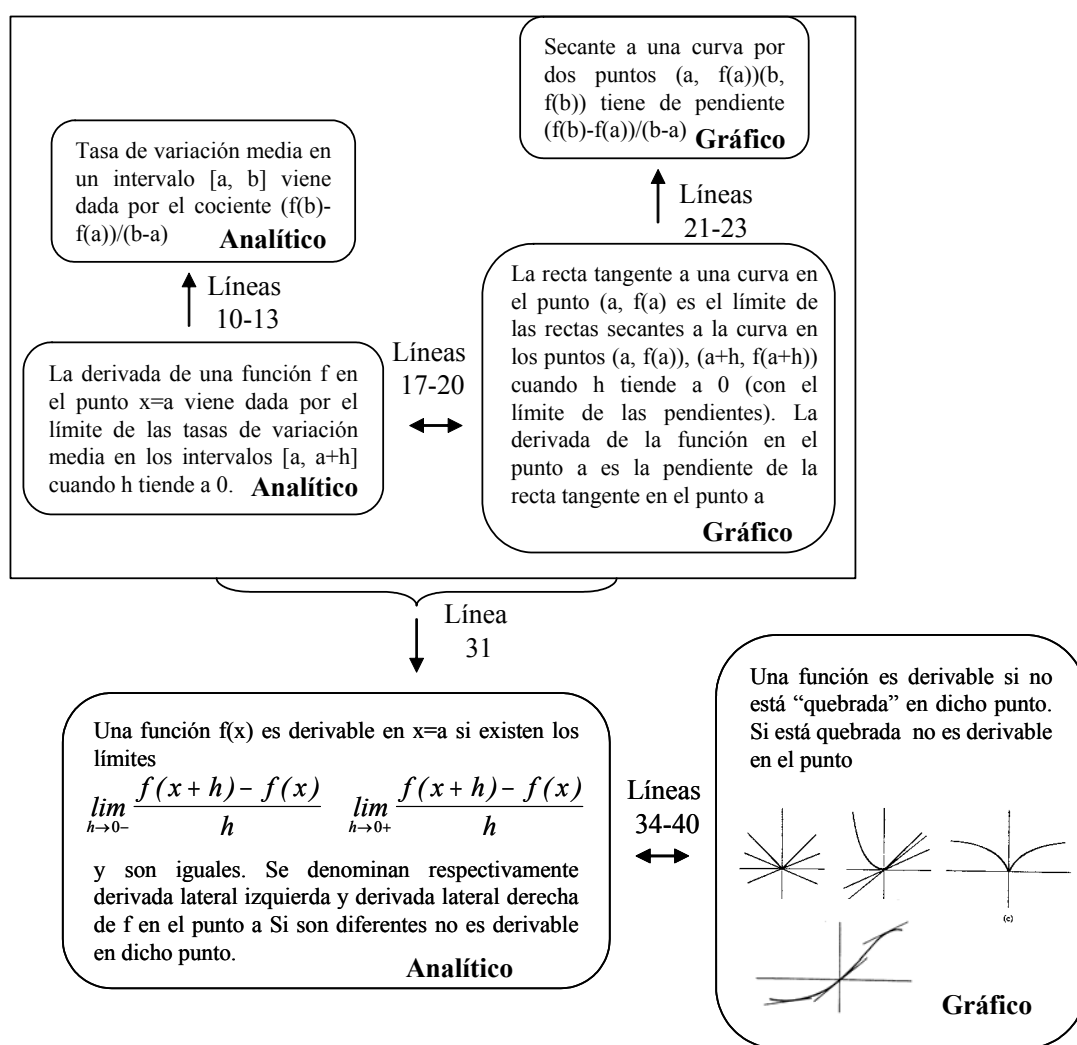 Secante a una curva por
dos puntos (a, f(a))(b,
f(b)) tiene de pendiente
(f(b)-f(a))/(b-a) Gráfico
Tasa de variación media en
un intervalo [a, b] viene
dada por el cociente (f(b)-
f(a))/(b-a) Analítico
Líneas
21-23
Líneas
10-13
La recta tangente a una curva en
el punto (a, f(a) es el límite de
las rectas secantes a la curva en
los puntos (a, f(a)), (a+h, f(a+h))
cuando h tiende a 0 (con el
límite de las pendientes). La
derivada de la función en el
punto a es la pendiente de la
recta tangente en el punto a
Gráfico
Líneas
17-20
La derivada de una función f en
el punto x=a viene dada por el
límite de las tasas de variación
media en los intervalos [a, a+h]
cuando h tiende a 0. Analítico
Línea
31
Una función f(x) es derivable en x=a si existen los
límites
lim h→0- f(x+h)-f(x)/h lim h→0+ f(x+h)-f(x)/h
y son iguales. Se denominan respectivamente
derivada lateral izquierda y derivada lateral derecha
de f en el punto a Si son diferentes no es derivable
en dicho punto.
Analítico
Líneas
34-40
Una función es derivable si no
está “quebrada” en dicho punto.
Si está quebrada no es derivable
en el punto
(c)
Gráfico